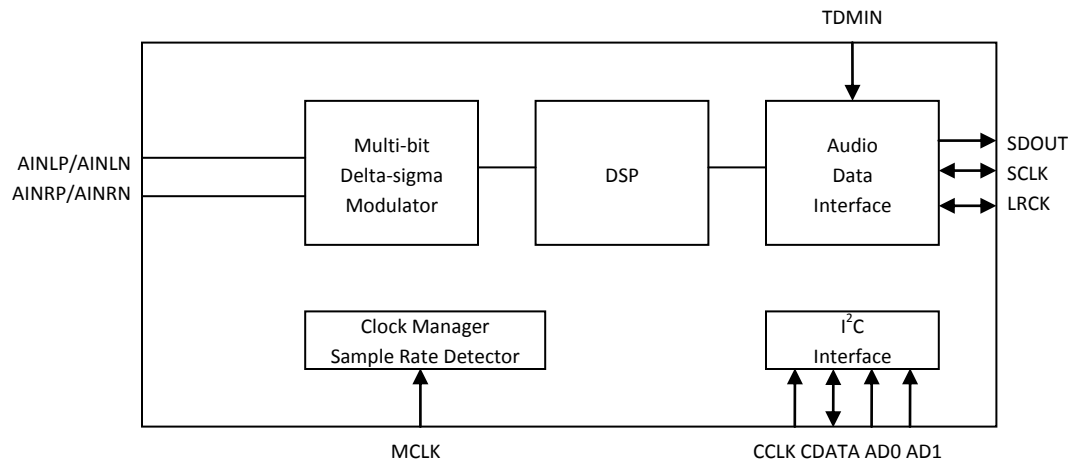 TDMIN
AINLP/AINLN
AINRP/AINRN
Multi-bit
Delta-sigma
Modulator
DSP
Audio
Data
Interface
SDOUT
SCLK
LRCK
Clock Manager
Sample Rate Detector
I²C
Interface
MCLK
CCLK CDATA AD0 AD1